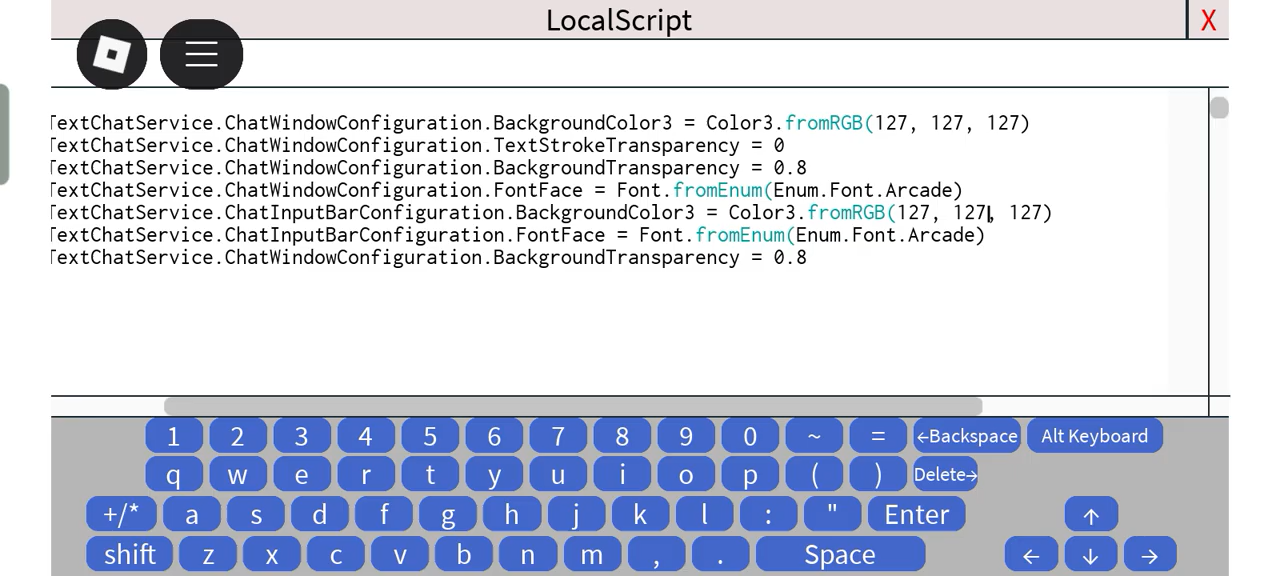 LocalScript
X
TextChatService.ChatWindowConfiguration.BackgroundColor3 = Color3.fromRGB(127, 127, 127)
TextChatService.ChatWindowConfiguration.TextStrokeTransparency = 0
TextChatService.ChatWindowConfiguration.BackgroundTransparency = 0.8
TextChatService.ChatWindowConfiguration.FontFace = Font.fromEnum(Enum.Font.Arcade)
TextChatService.ChatInputBarConfiguration.BackgroundColor3 = Color3.fromRGB(127, 127, 127)
TextChatService.ChatInputBarConfiguration.FontFace = Font.fromEnum(Enum.Font.Arcade)
TextChatService.ChatWindowConfiguration.BackgroundTransparency = 0.8
1 2 3 4 5 6 7 8 9 0 ~ = ←Backspace Alt Keyboard
q w e r t y u i o p ( ) Delete→
+/* a s d f g h j k l : " Enter ↑
shift z x c v b n m , . Space ← ↓ →